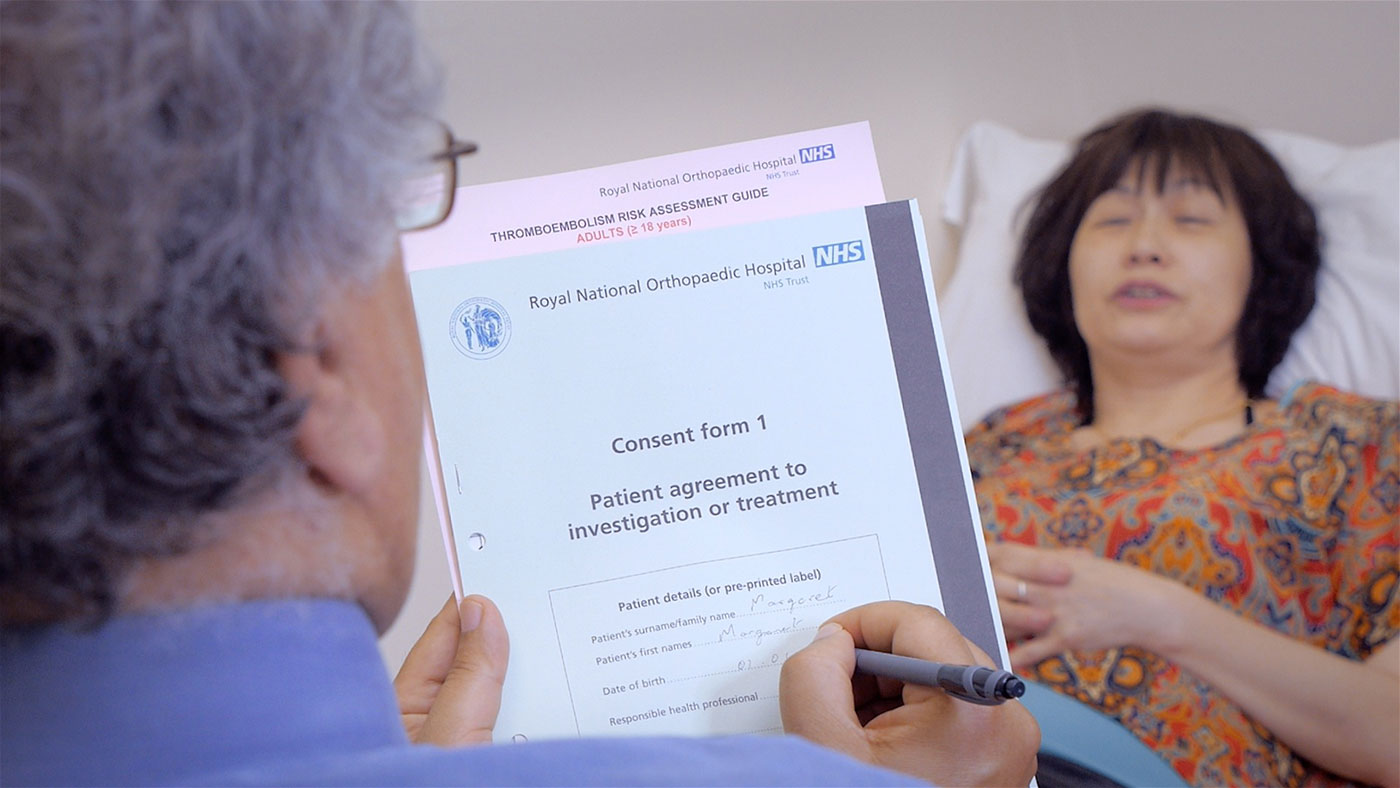 Royal National Orthopaedic Hospital NHS
NHS Trust
THROMBOEMBOLISM RISK ASSESSMENT GUIDE
ADULTS (≥ 18 years)
Royal National Orthopaedic Hospital NHS
NHS Trust
Consent form 1
Patient agreement to
investigation or treatment
Patient details (or pre-printed label)
Patient's surname/family name Margaret
Patient's first names Margaret
Date of birth 01.01
Responsible health professional